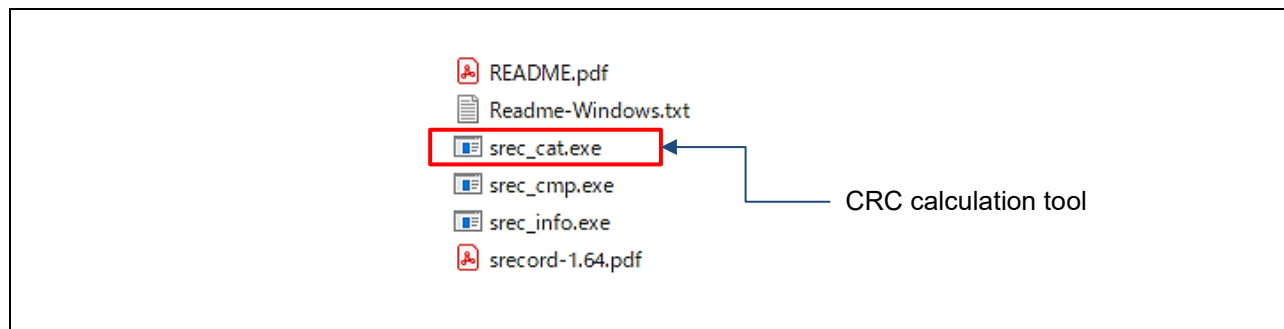 README.pdf
Readme-Windows.txt
srec_cat.exe
srec_cmp.exe
CRC calculation tool
srec_info.exe
srecord-1.64.pdf